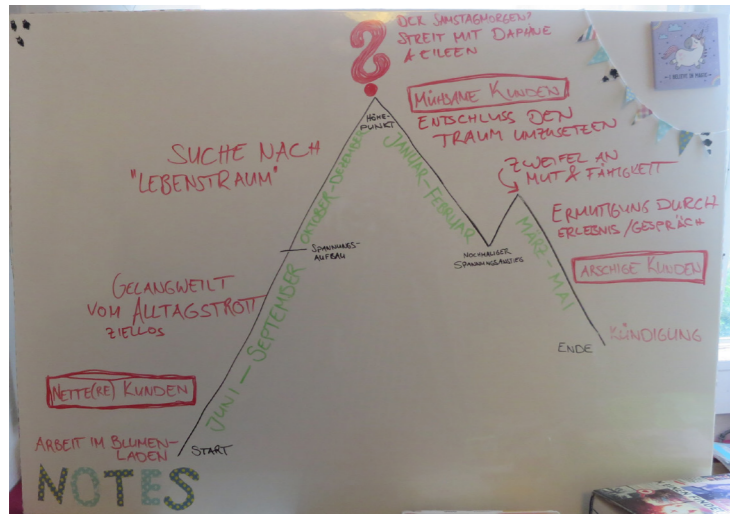 DER SAMSTAGMORGEN?
STREIT MIT DAPHNE
& EILEEN
I BELIEVE IN MAGIC
MÜHSAME KUNDEN
HÖHE-
PUNKT
ENTSCHLUSS DEN
TRAUM UMZUSETZEN
SUCHE NACH
"LEBENSTRAUM"
OKTOBER-DEZEMBER
JANUAR-FEBRUAR
ZWEIFEL AN
MUT & FÄHIGKEIT
ERMUTIGUNG DURCH
ERLEBNIS/GESPRÄCH
SPANNUNGS-
AUFBAU
NOCHMALIGER
SPANNUNGSANSTIEG
MÄRZ-MAI
ARSCHIGE KUNDEN
GELANGWEILT
VOM ALLTAGSTROTT
ZIELLOS
JUNI-SEPTEMBER
ENDE
KÜNDIGUNG
NETTE(RE) KUNDEN
ARBEIT IM BLUMEN-
LADEN
START
NOTES